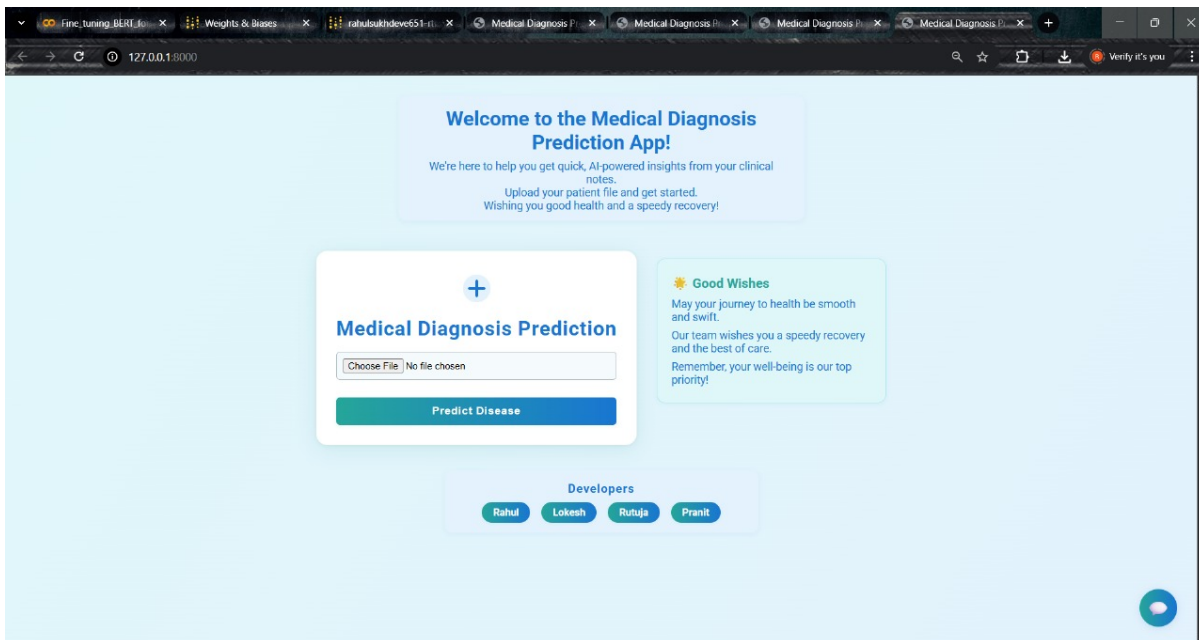 Fine_tuning_BERT_fo
Weights & Biases
rahulsukhdeve651-rt
Medical Diagnosis Pr
Medical Diagnosis Pr
Medical Diagnosis Pr
Medical Diagnosis P
127.0.0.1:8000
Verify it's you
Welcome to the Medical Diagnosis
Prediction App!
We're here to help you get quick, AI-powered insights from your clinical
notes.
Upload your patient file and get started.
Wishing you good health and a speedy recovery!
Medical Diagnosis Prediction
Choose File No file chosen
Predict Disease
Good Wishes
May your journey to health be smooth
and swift.
Our team wishes you a speedy recovery
and the best of care.
Remember, your well-being is our top
priority!
Developers
Rahul Lokesh Rutuja Pranit